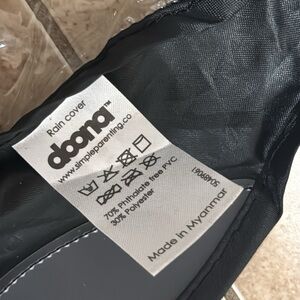 Rain cover
doona™
www.simpleparenting.co
70% Phthalate free PVC
30% Polyester
Made in Myanmar